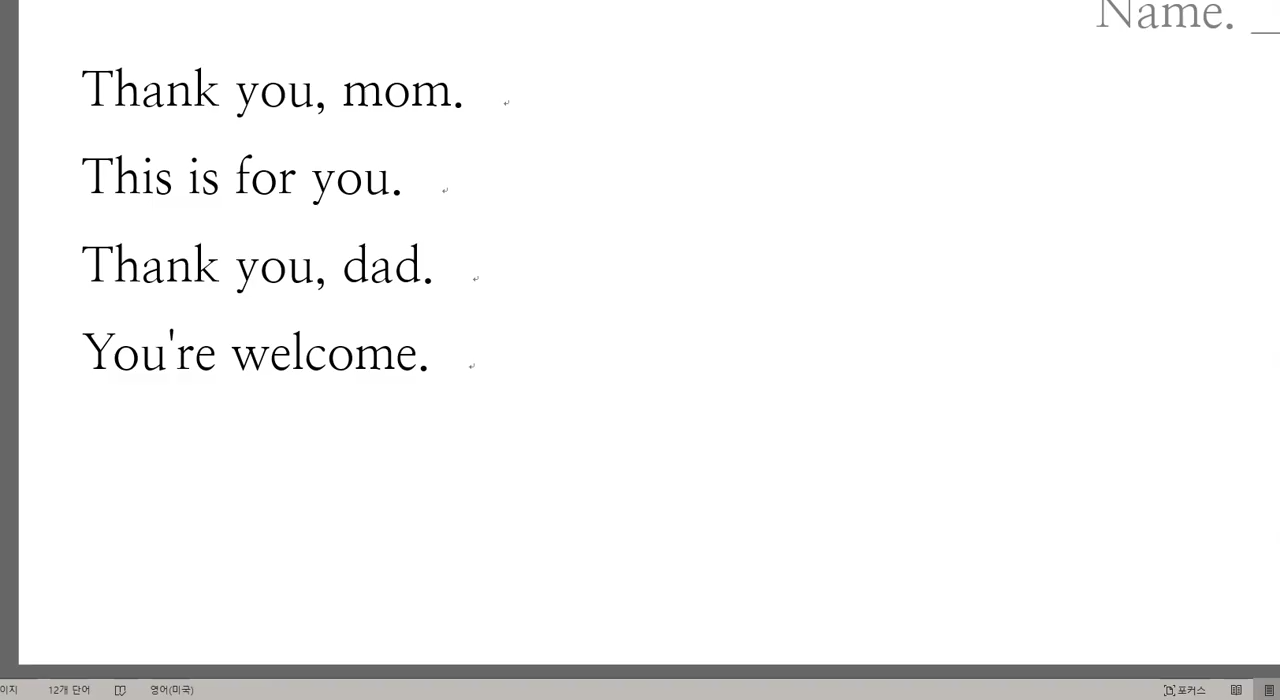 Name. __
Thank you, mom.
This is for you.
Thank you, dad.
You're welcome.
이지 12개 단어 영어(미국) 포커스